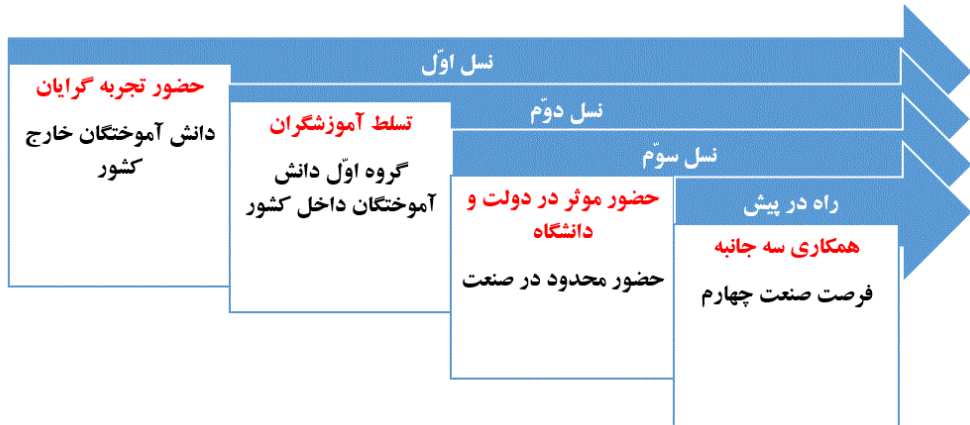 نسل اوّل
حضور تجربه گرایان
دانش آموختگان خارج
کشور
نسل دوّم
تسلط آموزشگران
گروه اوّل دانش
آموختگان داخل کشور
نسل سوّم
حضور موثر در دولت و
دانشگاه
حضور محدود در صنعت
راه در پیش
همکاری سه جانبه
فرصت صنعت چهارم